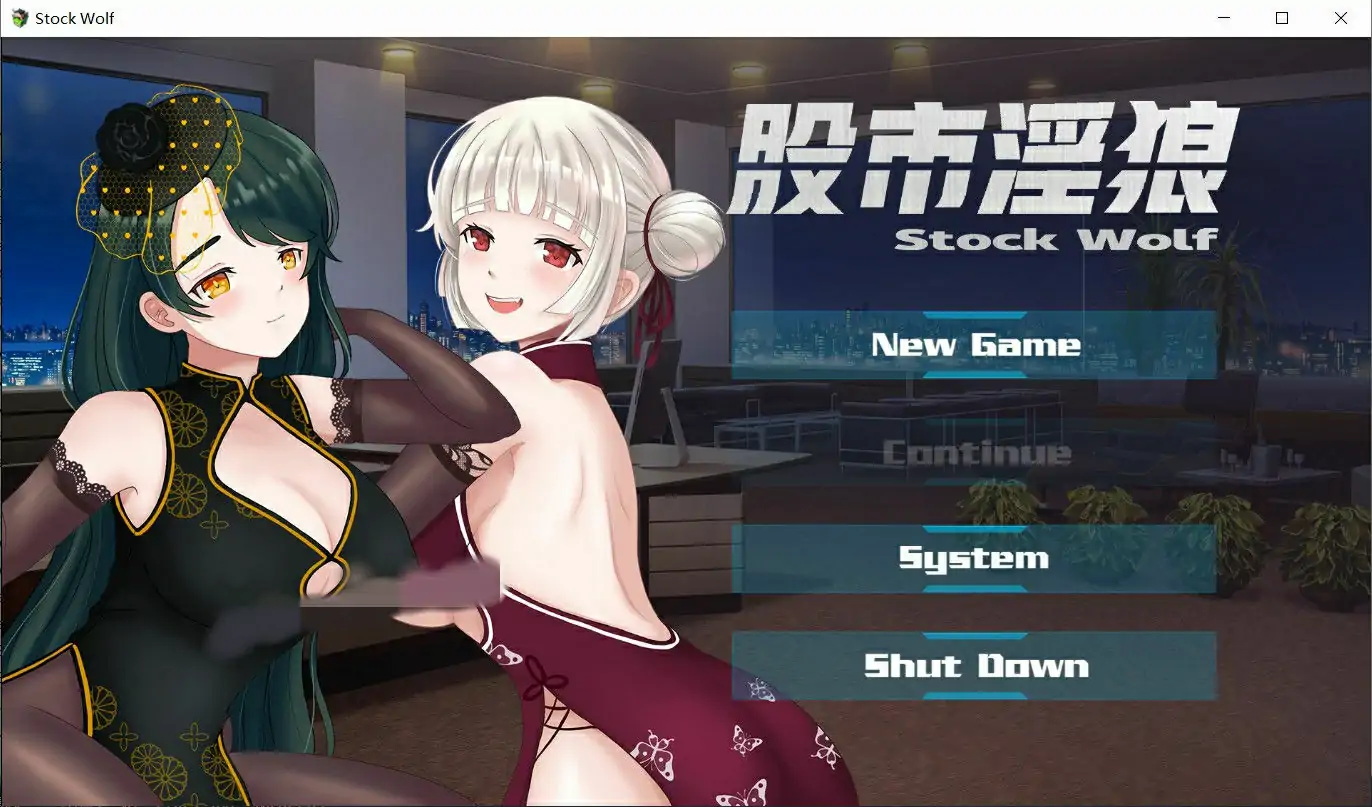 Stock Wolf
股市淫狼
Stock Wolf
New Game
Continue
System
Shut Down